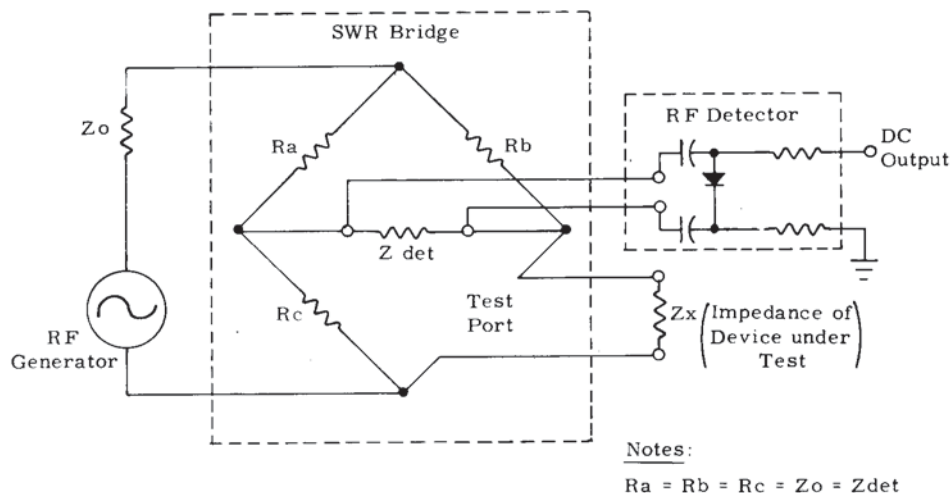 SWR Bridge
RF Detector
DC
Output
Zo
Ra
Rb
Z det
Rc
Test
Port
Zx
(Impedance of
Device under
Test)
RF
Generator
Notes:
Ra = Rb = Rc = Zo = Zdet